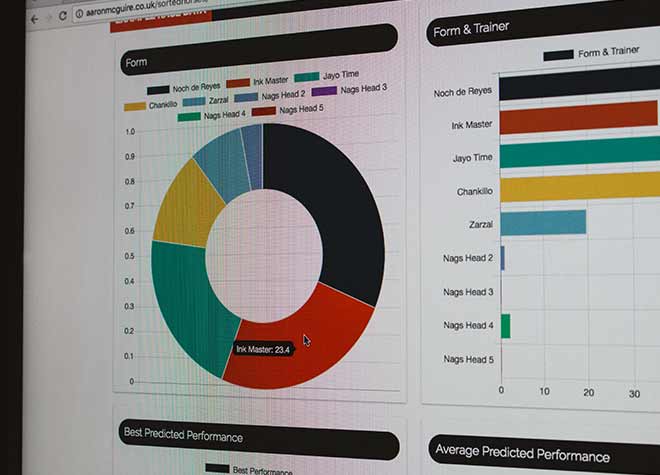 aaronmcguire.co.uk/sortednorse/
Form
Noch de Reyes Ink Master Jayo Time
Chankillo Zarzal Nags Head 2 Nags Head 3
Nags Head 4 Nags Head 5
1.0
0.9
0.8
0.7
0.6
0.5
0.4
0.3
0.2
0.1
0
Ink Master: 23.4
Form & Trainer
Form & Trainer
Noch de Reyes
Ink Master
Jayo Time
Chankillo
Zarzal
Nags Head 2
Nags Head 3
Nags Head 4
Nags Head 5
0 10 20 30
Best Predicted Performance
Best Performance
Average Predicted Performance